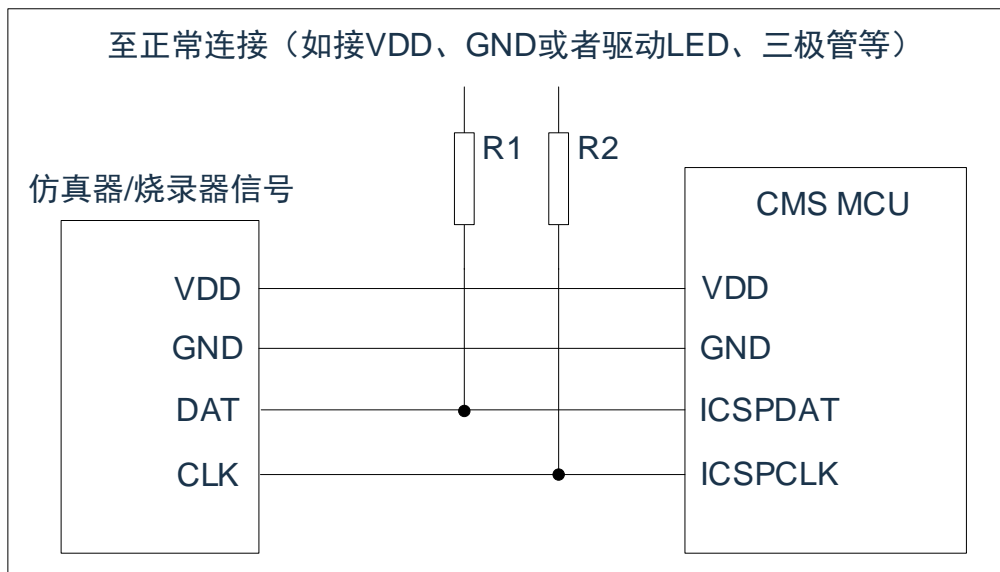 至正常连接（如接VDD、GND或者驱动LED、三极管等）
R1
R2
仿真器/烧录器信号
CMS MCU
VDD
VDD
GND
GND
DAT
ICSPDAT
CLK
ICSPCLK